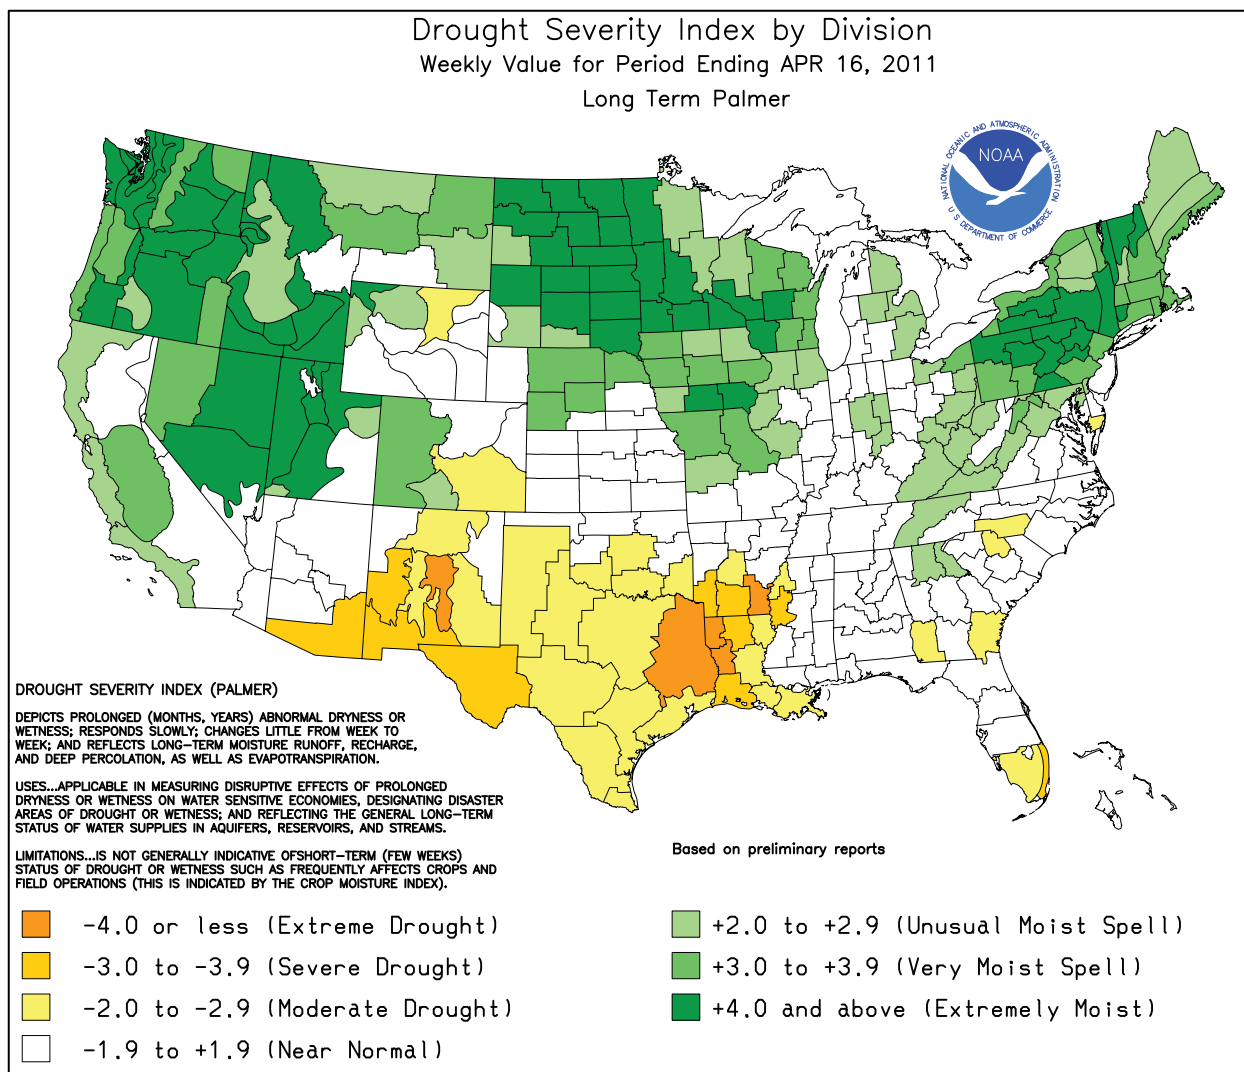 Drought Severity Index by Division
Weekly Value for Period Ending APR 16, 2011
Long Term Palmer
NATIONAL OCEANIC AND ATMOSPHERIC ADMINISTRATION
NOAA
U S DEPARTMENT OF COMMERCE
DROUGHT SEVERITY INDEX (PALMER)
DEPICTS PROLONGED (MONTHS, YEARS) ABNORMAL DRYNESS OR
WETNESS; RESPONDS SLOWLY; CHANGES LITTLE FROM WEEK TO
WEEK; AND REFLECTS LONG-TERM MOISTURE RUNOFF, RECHARGE,
AND DEEP PERCOLATION, AS WELL AS EVAPOTRANSPIRATION.
USES...APPLICABLE IN MEASURING DISRUPTIVE EFFECTS OF PROLONGED
DRYNESS OR WETNESS ON WATER SENSITIVE ECONOMIES, DESIGNATING DISASTER
AREAS OF DROUGHT OR WETNESS; AND REFLECTING THE GENERAL LONG-TERM
STATUS OF WATER SUPPLIES IN AQUIFERS, RESERVOIRS, AND STREAMS.
LIMITATIONS...IS NOT GENERALLY INDICATIVE OFSHORT-TERM (FEW WEEKS)
STATUS OF DROUGHT OR WETNESS SUCH AS FREQUENTLY AFFECTS CROPS AND
FIELD OPERATIONS (THIS IS INDICATED BY THE CROP MOISTURE INDEX).
Based on preliminary reports
-4.0 or less (Extreme Drought)
-3.0 to -3.9 (Severe Drought)
-2.0 to -2.9 (Moderate Drought)
-1.9 to +1.9 (Near Normal)
+2.0 to +2.9 (Unusual Moist Spell)
+3.0 to +3.9 (Very Moist Spell)
+4.0 and above (Extremely Moist)